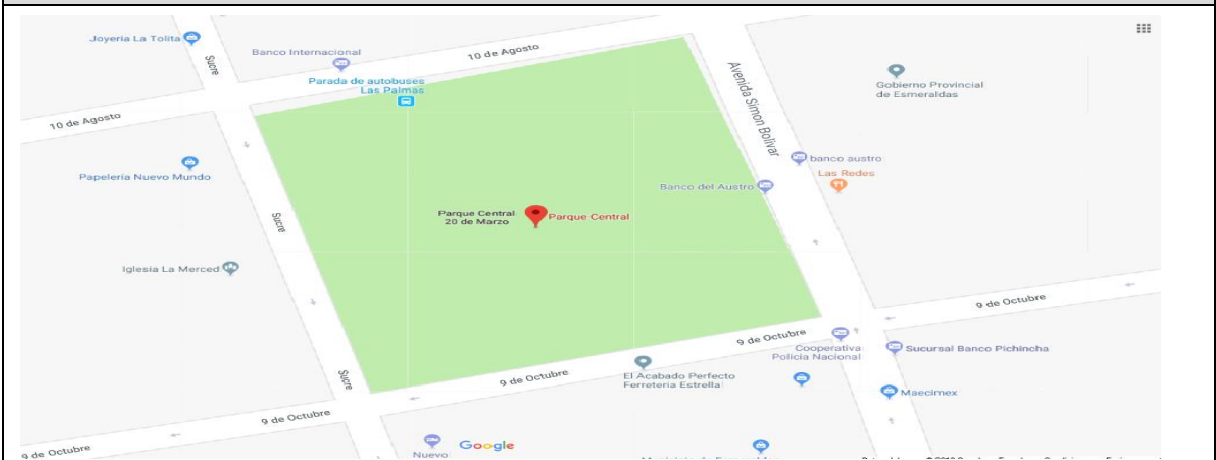 Joyería La Tolita
Sucre
Banco Internacional
10 de Agosto
Parada de autobuses
Las Palmas
Avenida Simon Bolivar
Gobierno Provincial
de Esmeraldas
10 de Agosto
Papelería Nuevo Mundo
banco austro
Las Redes
Banco del Austro
Parque Central
20 de Marzo
Parque Central
Sucre
Iglesia La Merced
9 de Octubre
9 de Octubre
Cooperativa
Policia Nacional
Sucursal Banco Pichincha
El Acabado Perfecto
Ferreteria Estrella
Sucre
9 de Octubre
Maecimex
9 de Octubre
9 de Octubre
Nuevo
Google